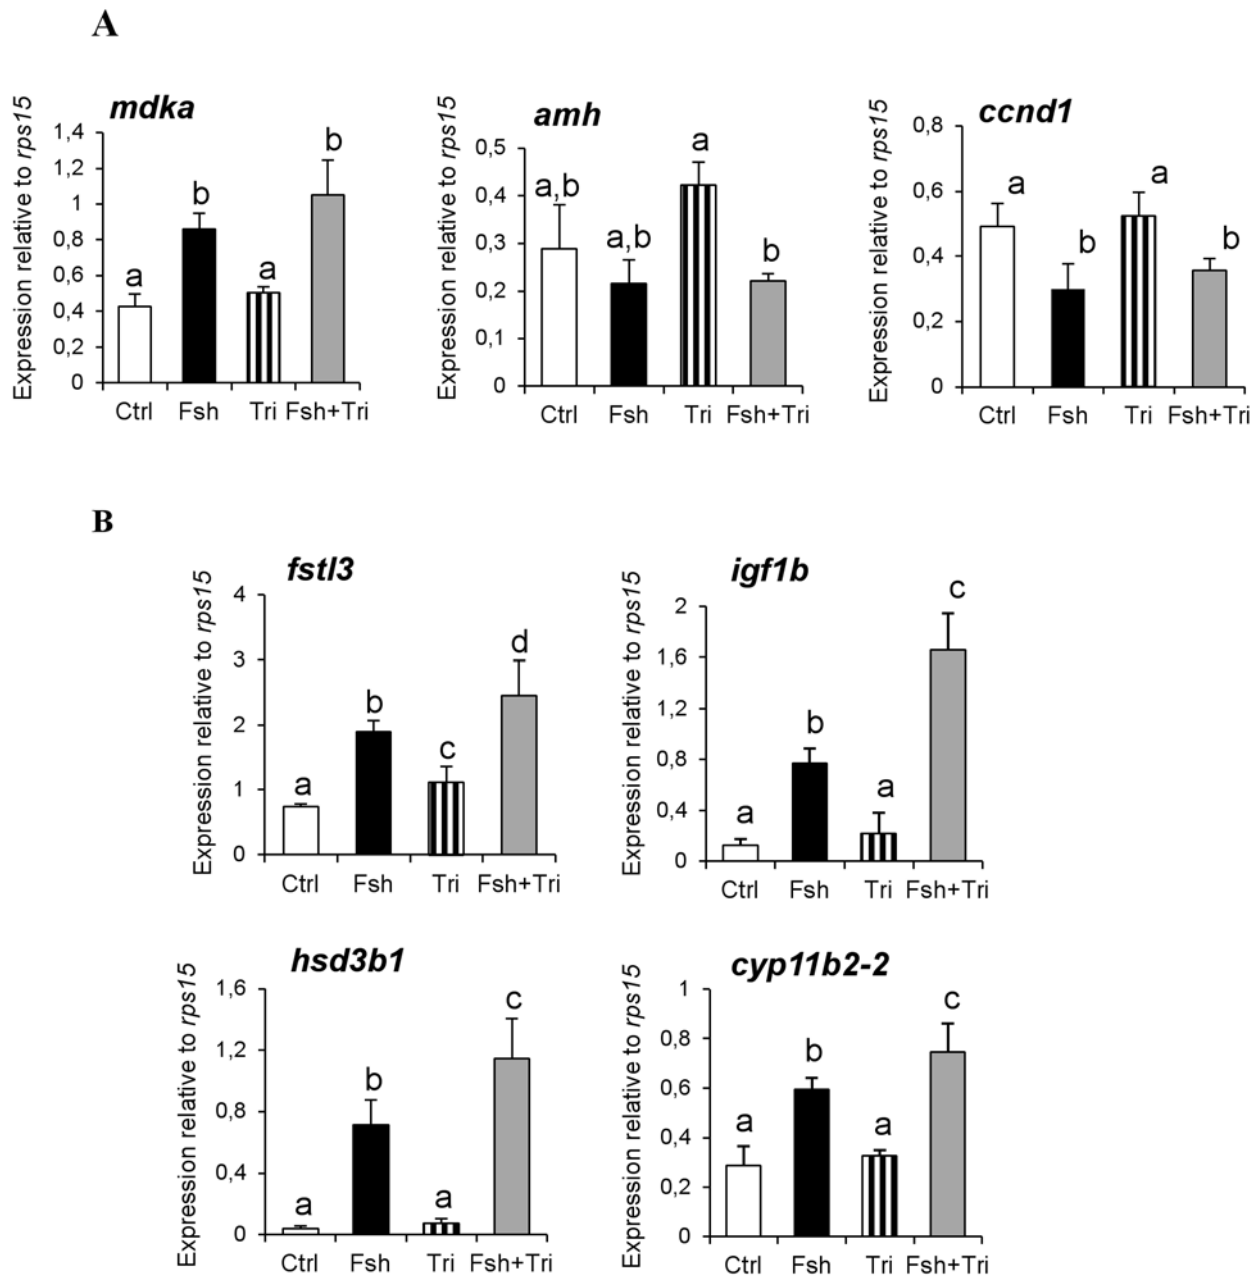 A
mdka
Expression relative to rps15
1,4
1,2
1
0,8
0,6
0,4
0,2
0
a
b
a
b
Ctrl Fsh Tri Fsh+Tri
amh
Expression relative to rps15
0,5
0,4
0,3
0,2
0,1
0
a,b
a,b
a
b
Ctrl Fsh Tri Fsh+Tri
ccnd1
Expression relative to rps15
0,8
0,6
0,4
0,2
0
a
b
a
b
Ctrl Fsh Tri Fsh+Tri
B
fstl3
Expression relative to rps15
4
3
2
1
0
a
b
c
d
Ctrl Fsh Tri Fsh+Tri
igf1b
Expression relative to rps15
2
1,6
1,2
0,8
0,4
0
a
b
a
c
Ctrl Fsh Tri Fsh+Tri
hsd3b1
Expression relative to rps15
1,6
1,2
0,8
0,4
0
a
b
a
c
Ctrl Fsh Tri Fsh+Tri
cyp11b2-2
Expression relative to rps15
1
0,8
0,6
0,4
0,2
0
a
b
a
c
Ctrl Fsh Tri Fsh+Tri